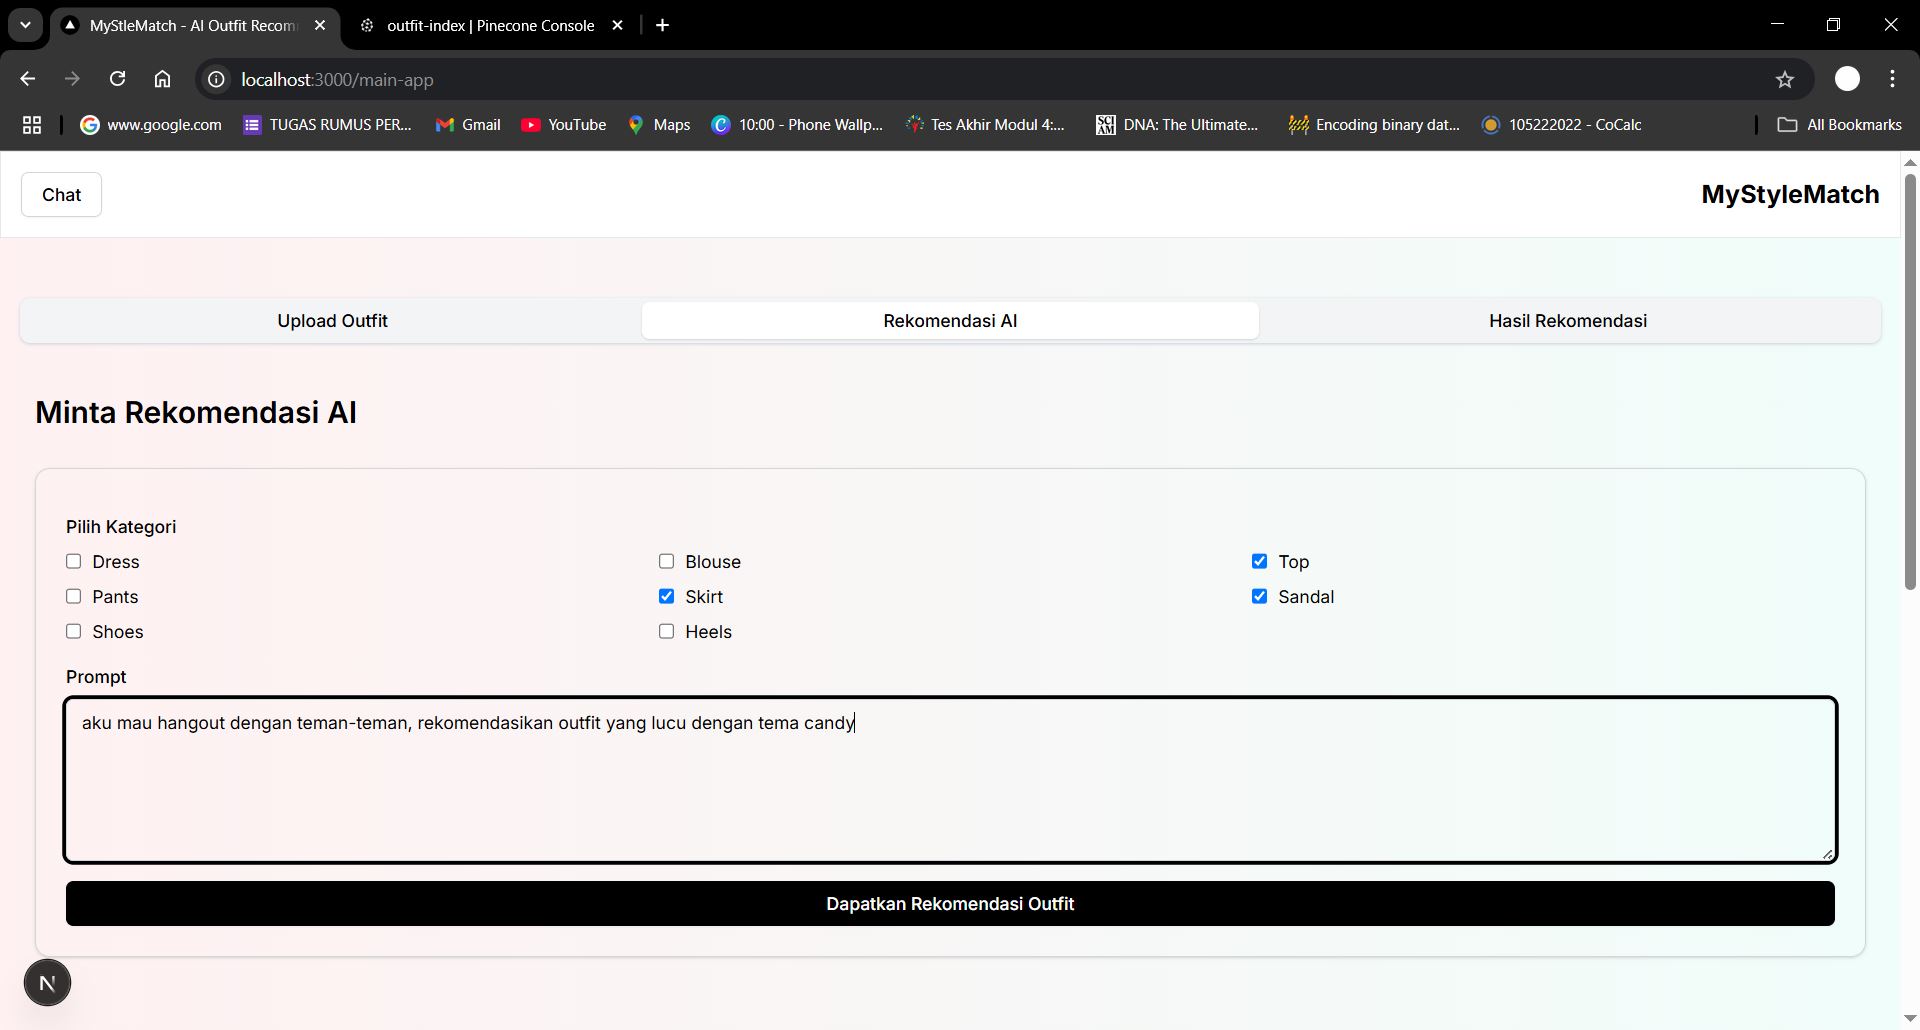 MyStleMatch - AI Outfit Recom
outfit-index | Pinecone Console
localhost:3000/main-app
www.google.com
TUGAS RUMUS PER...
Gmail
YouTube
Maps
10:00 - Phone Wallp...
Tes Akhir Modul 4:...
SCI AM
DNA: The Ultimate...
Encoding binary dat...
105222022 - CoCalc
All Bookmarks
Chat
MyStyleMatch
Upload Outfit
Rekomendasi AI
Hasil Rekomendasi
Minta Rekomendasi AI
Pilih Kategori
Dress
Blouse
Top
Pants
Skirt
Sandal
Shoes
Heels
Prompt
aku mau hangout dengan teman-teman, rekomendasikan outfit yang lucu dengan tema candy
Dapatkan Rekomendasi Outfit
N